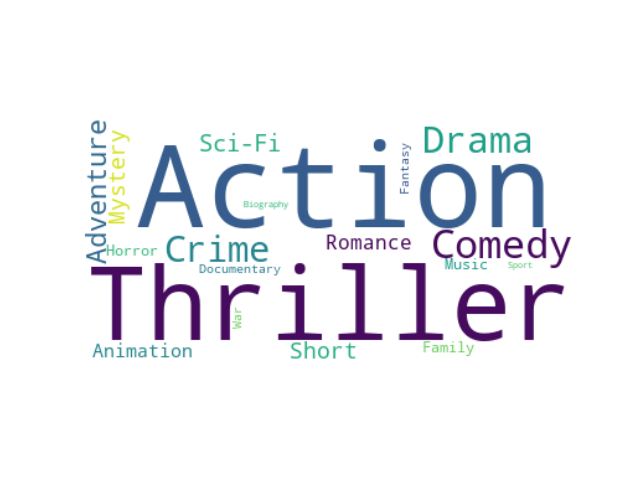 Adventure
Mystery
Sci-Fi
Action
Fantasy
Drama
Biography
Horror
Crime
Romance
Comedy
Documentary
Music
Sport
Thriller
War
Animation
Short
Family